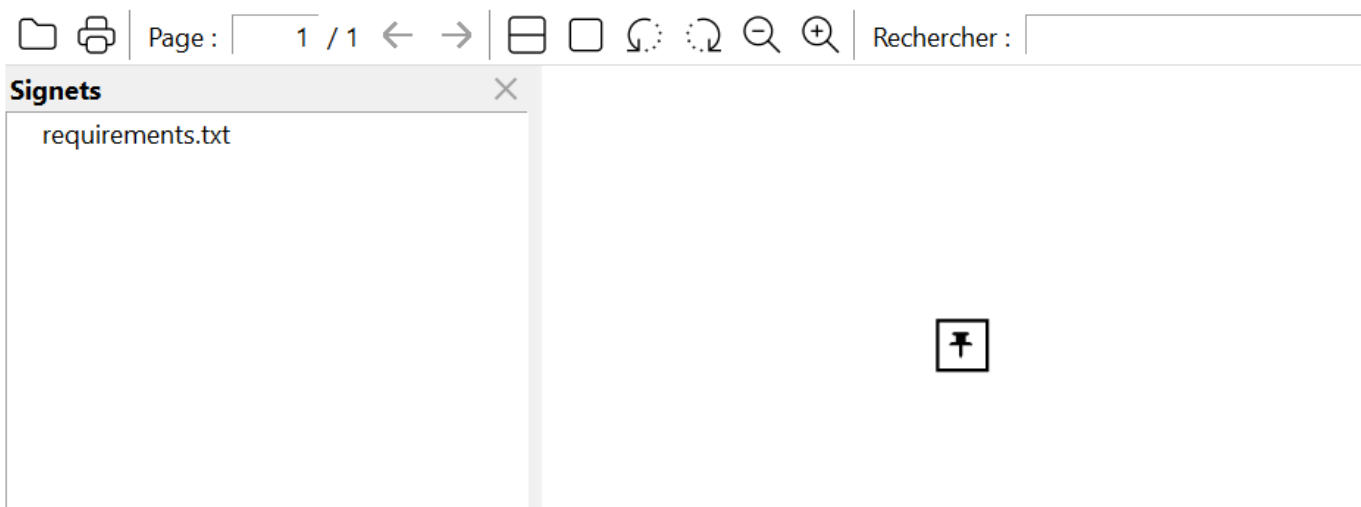 Page : 1 / 1 Rechercher :
Signets
requirements.txt